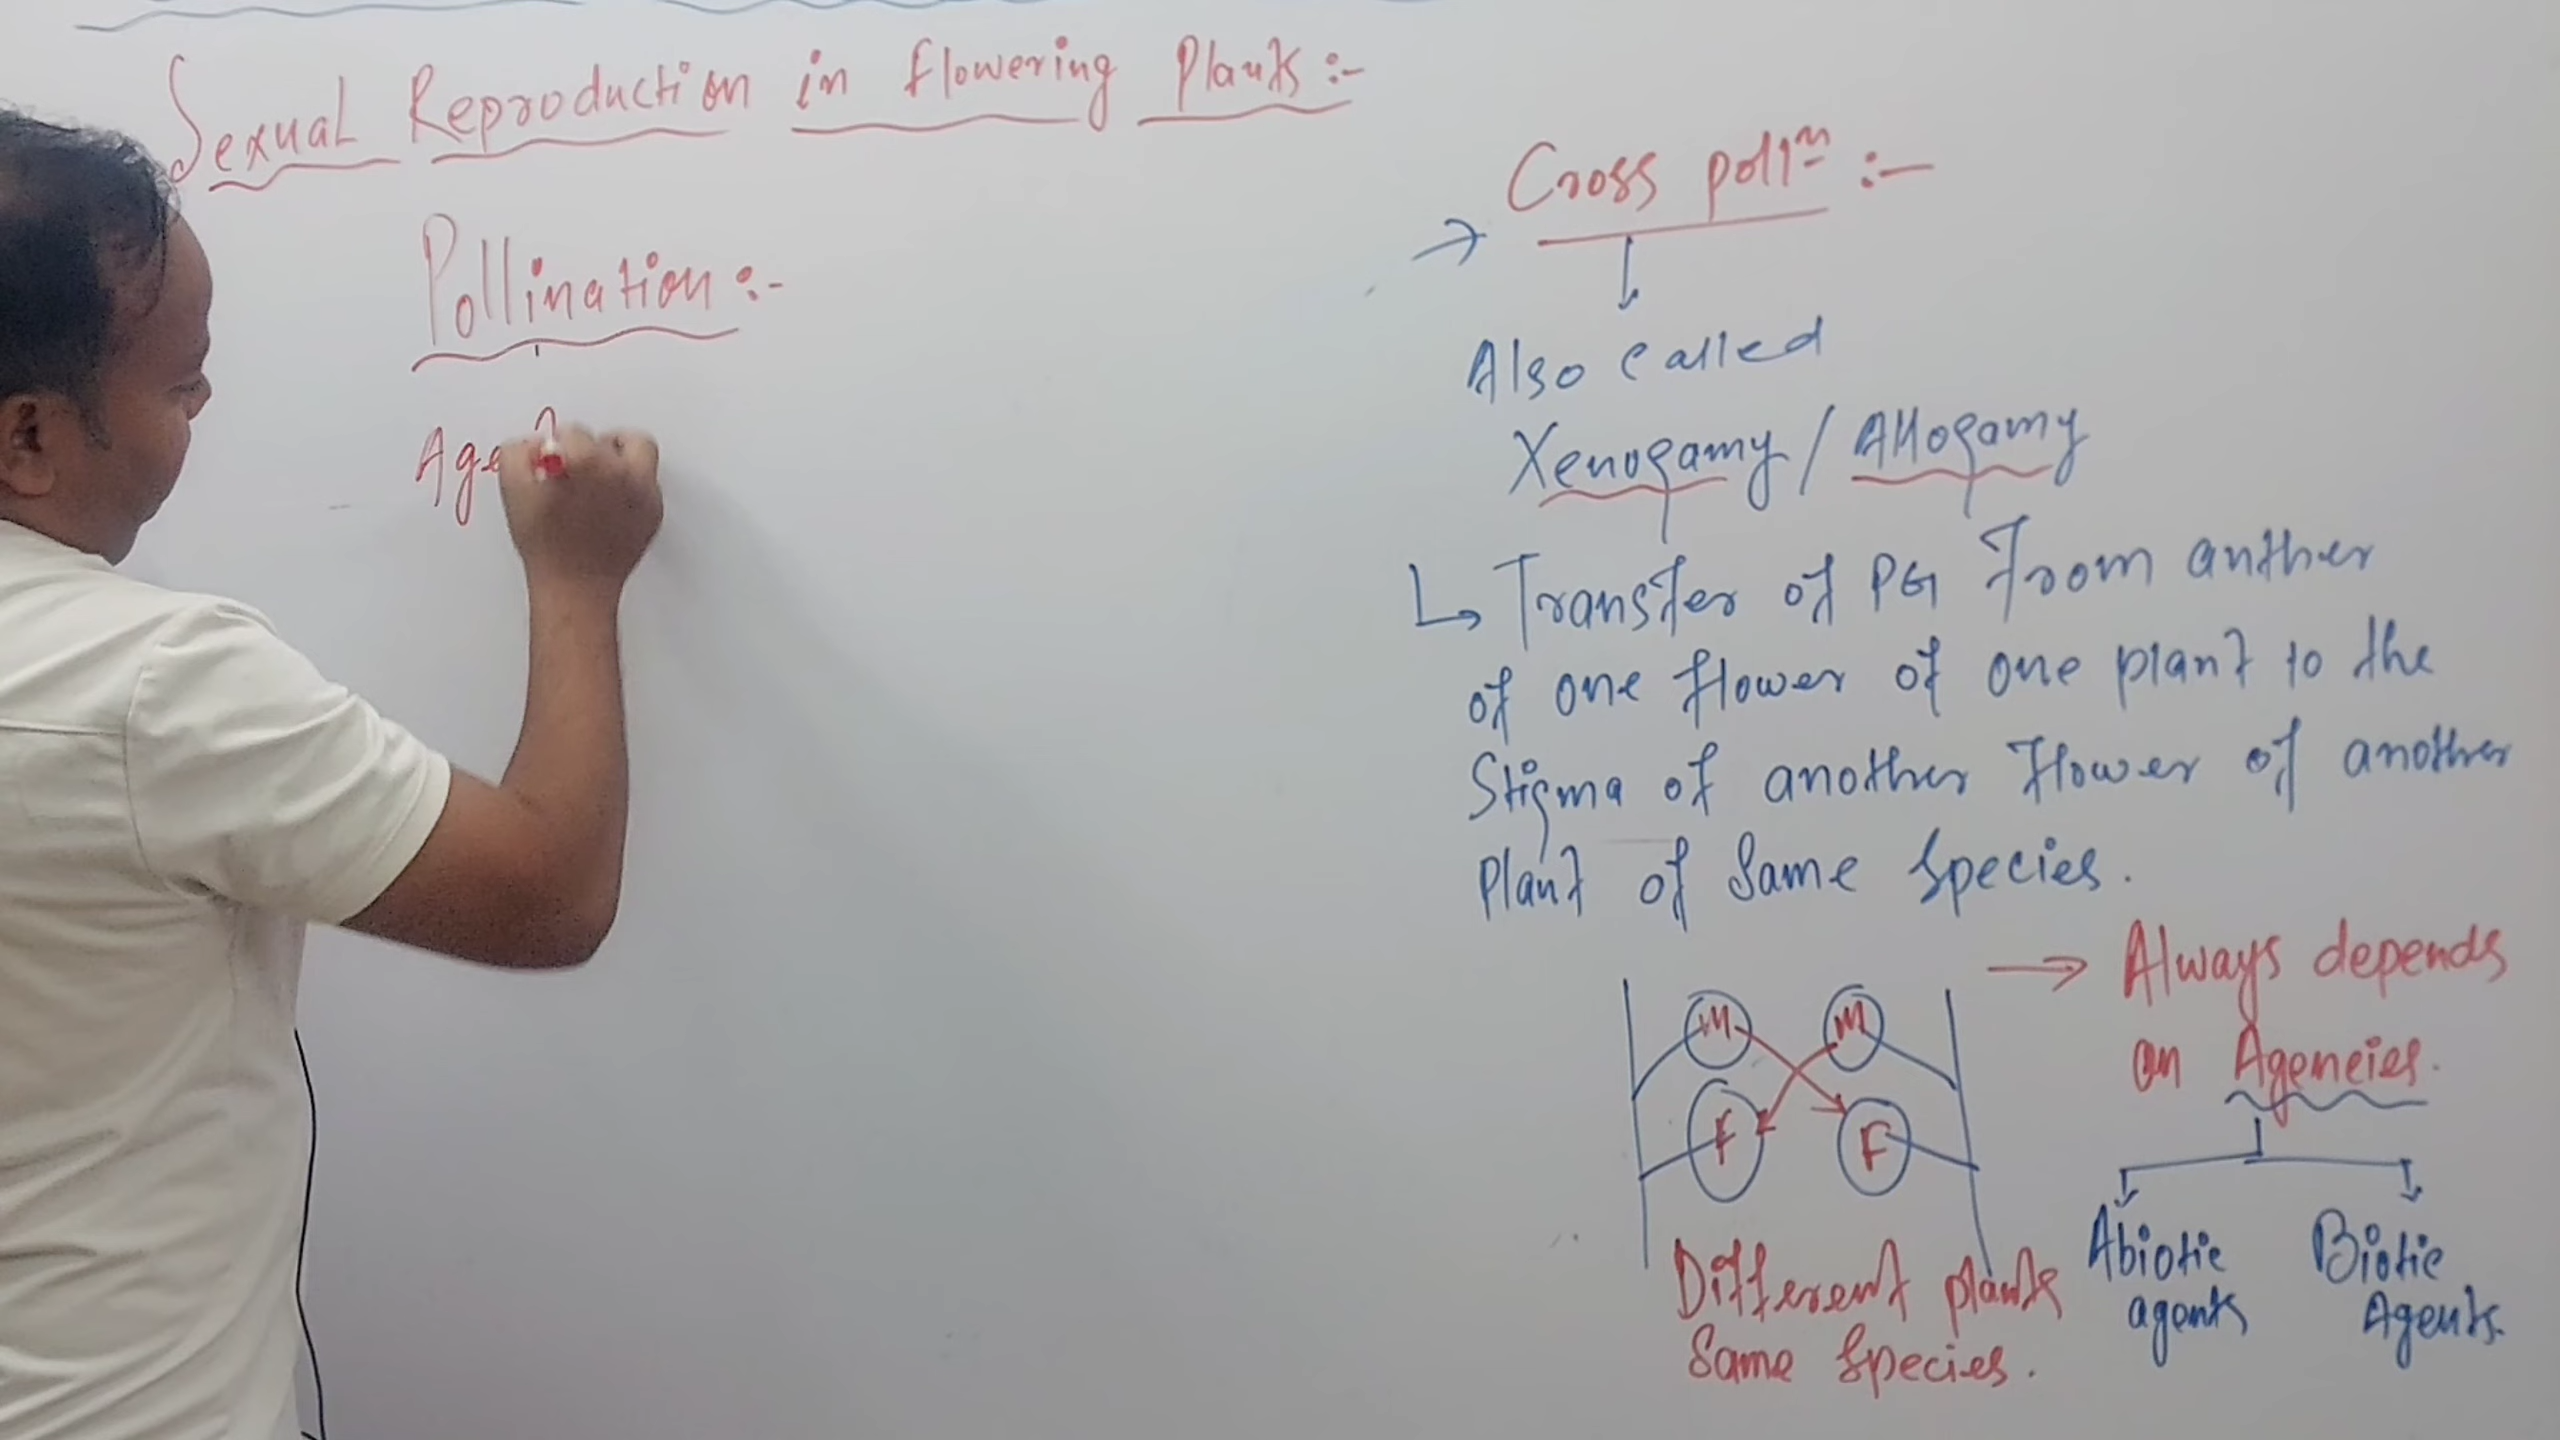 Sexual Reproduction in flowering Plants :-
Pollination :-
Age
Cross pollⁿ :-
Also called
Xenogamy / Allogamy
Transfer of PG From anther
of one flower of one plant to the
Stigma of another Flower of another
Plant of Same Species.
→ Always depends
on Agencies.
M M
F F
Abiotic Biotic
agents Agents.
Different plants
Same Species.